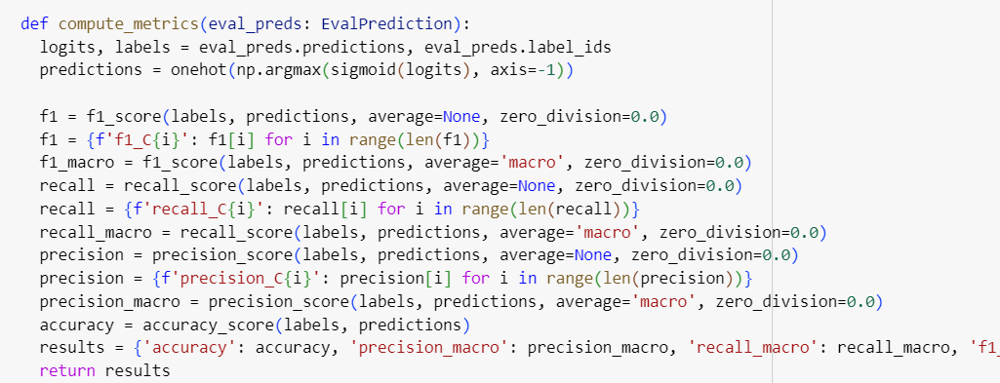 def compute_metrics(eval_preds: EvalPrediction):
  logits, labels = eval_preds.predictions, eval_preds.label_ids
  predictions = onehot(np.argmax(sigmoid(logits), axis=-1))

  f1 = f1_score(labels, predictions, average=None, zero_division=0.0)
  f1 = {f'f1_C{i}': f1[i] for i in range(len(f1))}
  f1_macro = f1_score(labels, predictions, average='macro', zero_division=0.0)
  recall = recall_score(labels, predictions, average=None, zero_division=0.0)
  recall = {f'recall_C{i}': recall[i] for i in range(len(recall))}
  recall_macro = recall_score(labels, predictions, average='macro', zero_division=0.0)
  precision = precision_score(labels, predictions, average=None, zero_division=0.0)
  precision = {f'precision_C{i}': precision[i] for i in range(len(precision))}
  precision_macro = precision_score(labels, predictions, average='macro', zero_division=0.0)
  accuracy = accuracy_score(labels, predictions)
  results = {'accuracy': accuracy, 'precision_macro': precision_macro, 'recall_macro': recall_macro, 'f1_
  return results